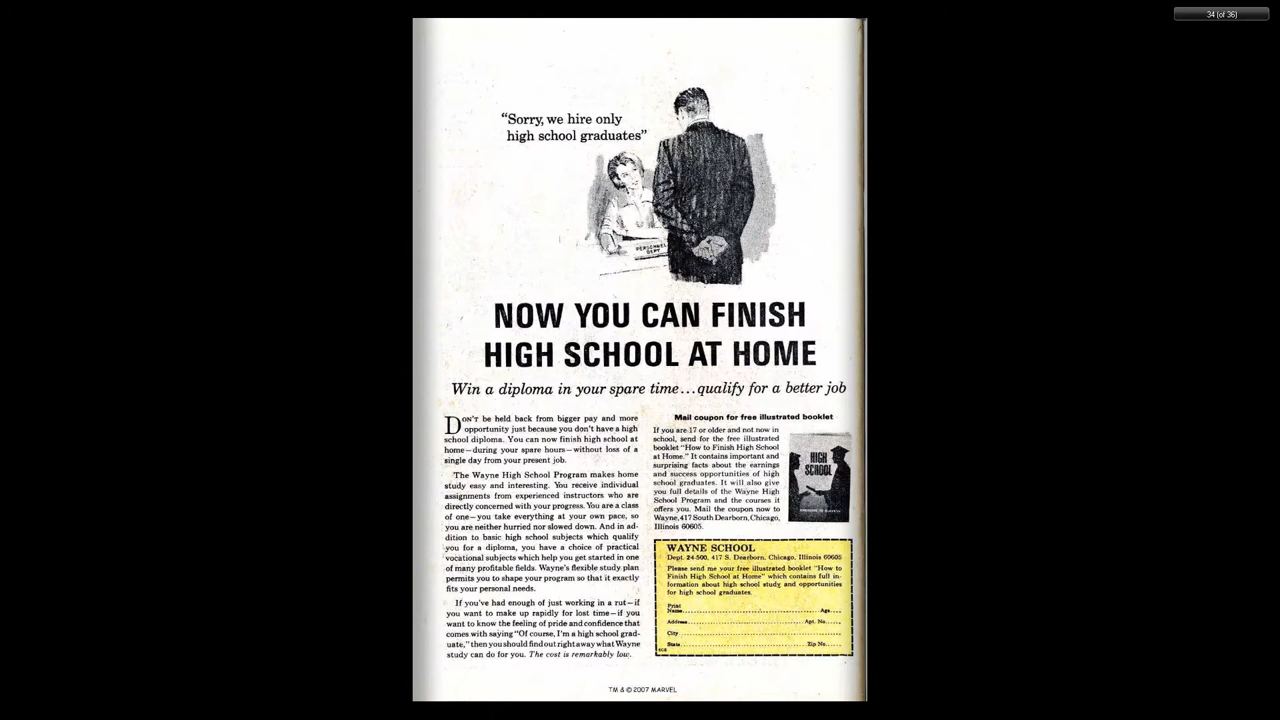 34 (of 36)
“Sorry, we hire only
high school graduates”
PERSONNEL
DEPT
NOW YOU CAN FINISH
HIGH SCHOOL AT HOME
Win a diploma in your spare time...qualify for a better job
DON'T be held back from bigger pay and more
opportunity just because you don't have a high
school diploma. You can now finish high school at
home—during your spare hours—without loss of a
single day from your present job.
The Wayne High School Program makes home
study easy and interesting. You receive individual
assignments from experienced instructors who are
directly concerned with your progress. You are a class
of one—you take everything at your own pace, so
you are neither hurried nor slowed down. And in ad-
dition to basic high school subjects which qualify
you for a diploma, you have a choice of practical
vocational subjects which help you get started in one
of many profitable fields. Wayne's flexible study plan
permits you to shape your program so that it exactly
fits your personal needs.
If you've had enough of just working in a rut—if
you want to make up rapidly for lost time—if you
want to know the feeling of pride and confidence that
comes with saying “Of course, I'm a high school grad-
uate,” then you should find out right away what Wayne
study can do for you. The cost is remarkably low.
Mail coupon for free illustrated booklet
If you are 17 or older and not now in
school, send for the free illustrated
booklet “How to Finish High School
at Home.” It contains important and
surprising facts about the earnings
and success opportunities of high
school graduates. It will also give
you full details of the Wayne High
School Program and the courses it
offers you. Mail the coupon now to
Wayne, 417 South Dearborn, Chicago,
Illinois 60605.
HIGH
SCHOOL
WAYNE SCHOOL
Dept. 24-500, 417 S. Dearborn, Chicago, Illinois 60605
Please send me your free illustrated booklet “How to
Finish High School at Home” which contains full in-
formation about high school study and opportunities
for high school graduates.
Print
Name Age
Address Apt. No.
City
State Zip No.
TM & © 2007 MARVEL